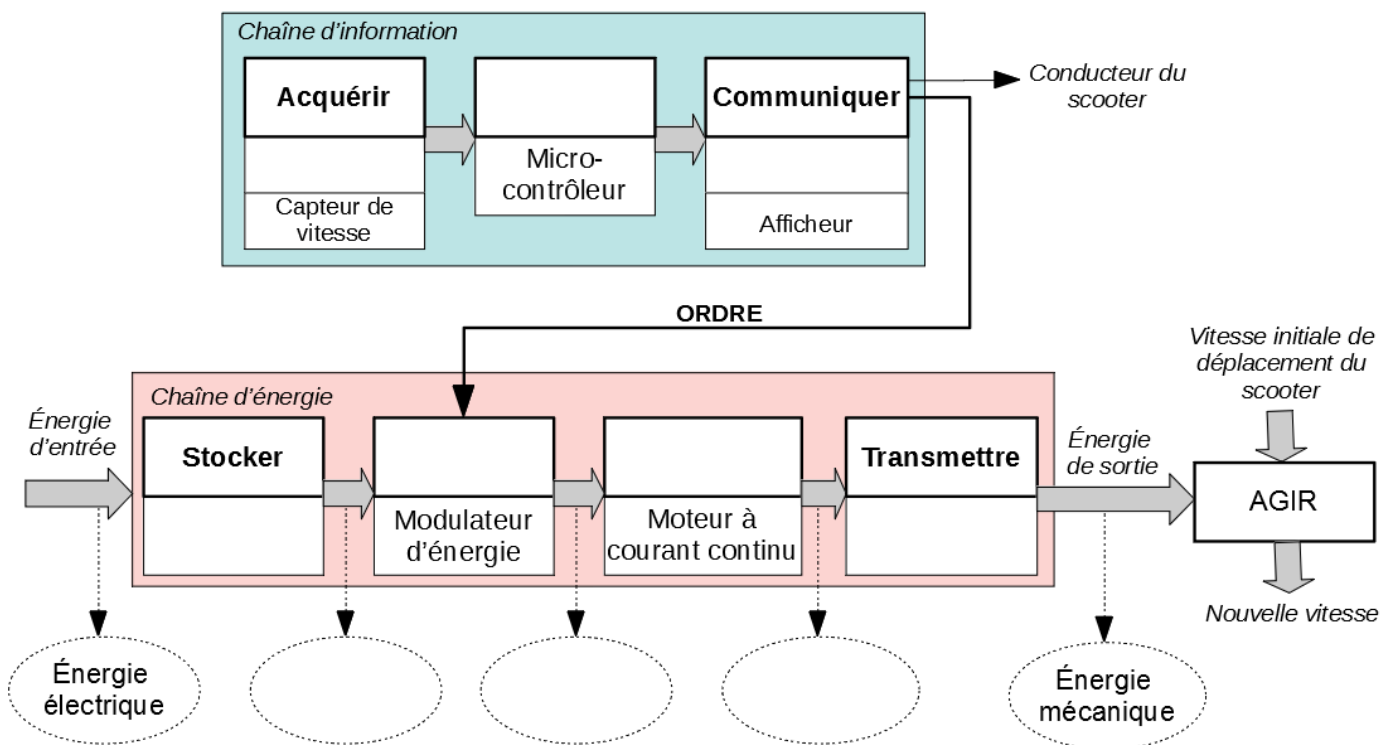 Chaîne d’information
Acquérir
Communiquer
Conducteur du
scooter
Micro-
contrôleur
Capteur de
vitesse
Afficheur
ORDRE
Vitesse initiale de
déplacement du
scooter
Chaîne d’énergie
Énergie
d’entrée
Stocker
Transmettre
Énergie
de sortie
AGIR
Modulateur
d’énergie
Moteur à
courant continu
Nouvelle vitesse
Énergie
électrique
Énergie
mécanique